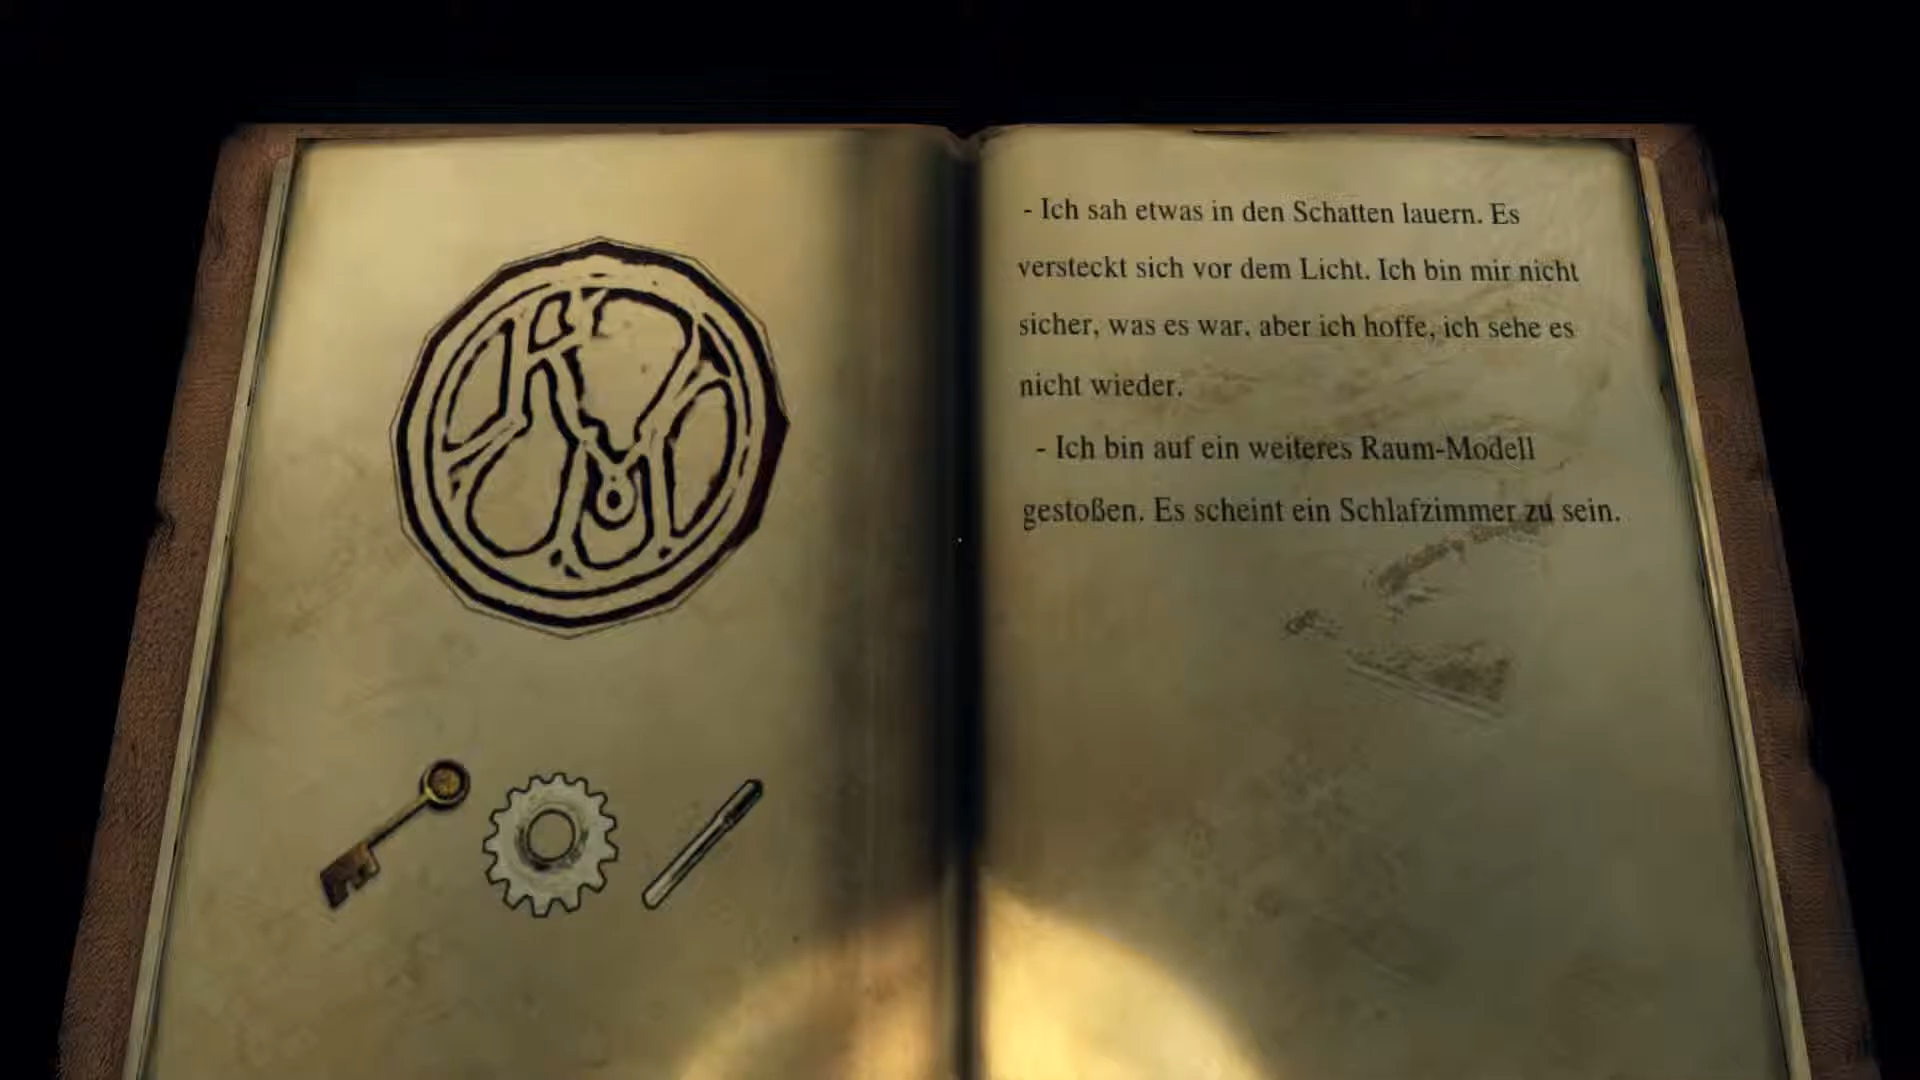 - Ich sah etwas in den Schatten lauern. Es
versteckt sich vor dem Licht. Ich bin mir nicht
sicher, was es war, aber ich hoffe, ich sehe es
nicht wieder.
- Ich bin auf ein weiteres Raum-Modell
gestoßen. Es scheint ein Schlafzimmer zu sein.